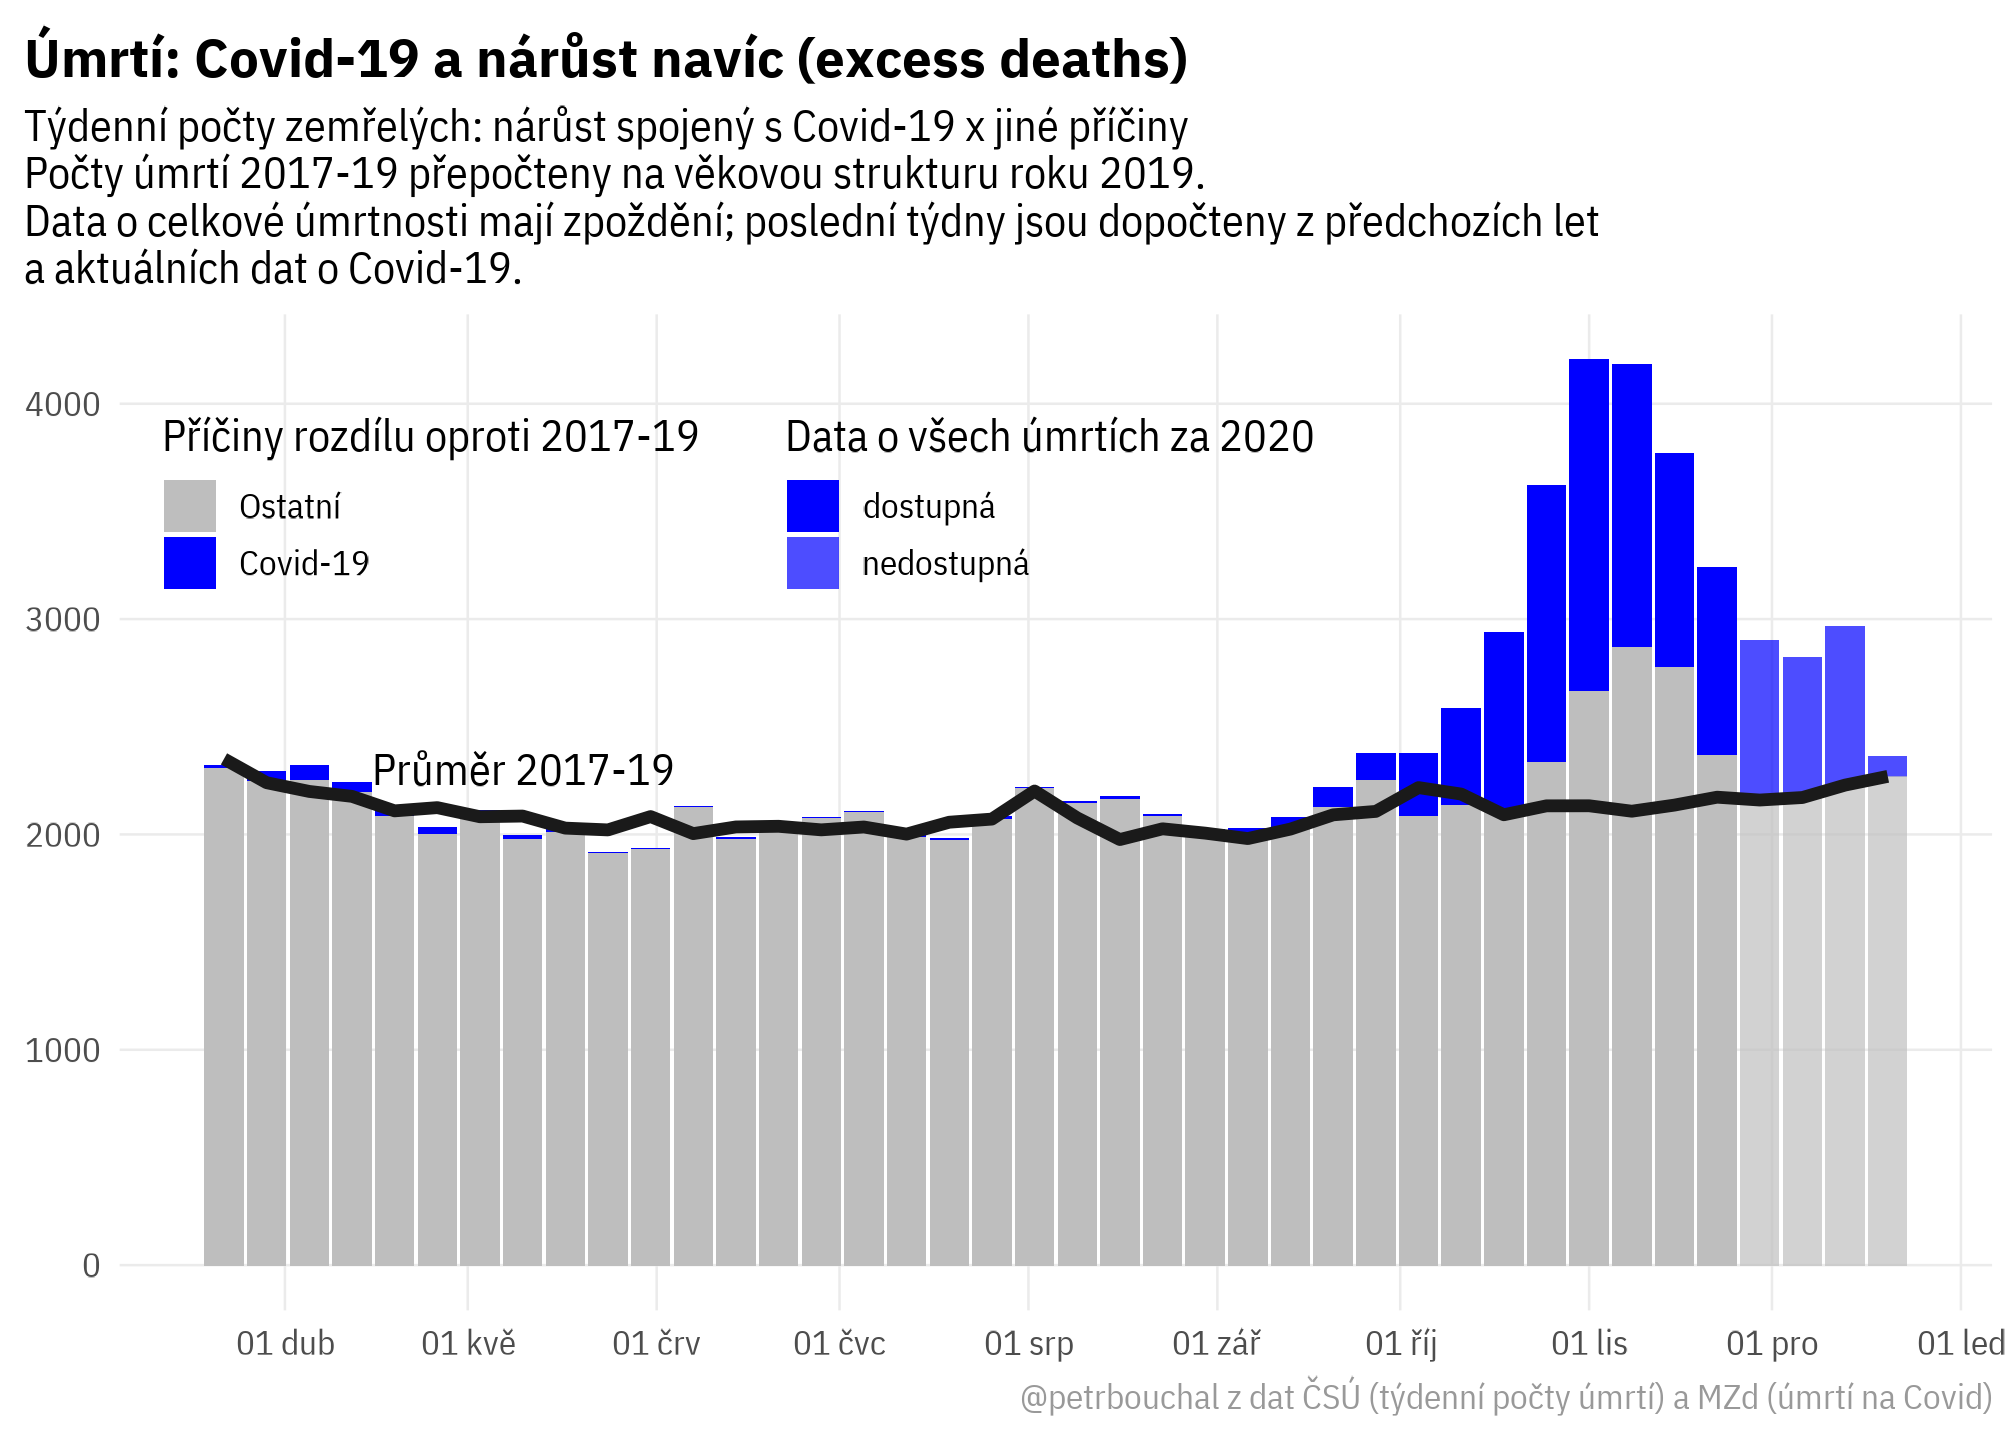 Úmrtí: Covid-19 a nárůst navíc (excess deaths)
Týdenní počty zemřelých: nárůst spojený s Covid-19 x jiné příčiny
Počty úmrtí 2017-19 přepočteny na věkovou strukturu roku 2019.
Data o celkové úmrtnosti mají zpoždění; poslední týdny jsou dopočteny z předchozích let
a aktuálních dat o Covid-19.
4000
Příčiny rozdílu oproti 2017-19
Ostatní
Covid-19
Data o všech úmrtích za 2020
dostupná
nedostupná
3000
Průměr 2017-19
2000
1000
0
01 dub 01 kvě 01 črv 01 čvc 01 srp 01 zář 01 říj 01 lis 01 pro 01 led
@petrbouchal z dat ČSÚ (týdenní počty úmrtí) a MZd (úmrtí na Covid)